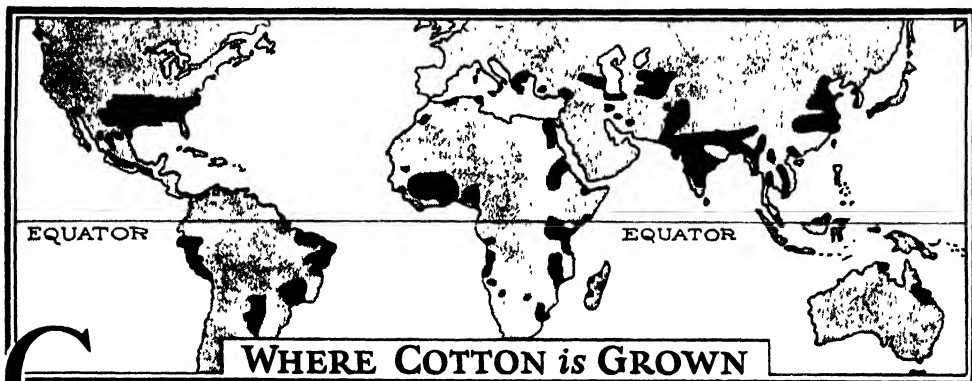 EQUATOR
EQUATOR
WHERE COTTON is GROWN
C